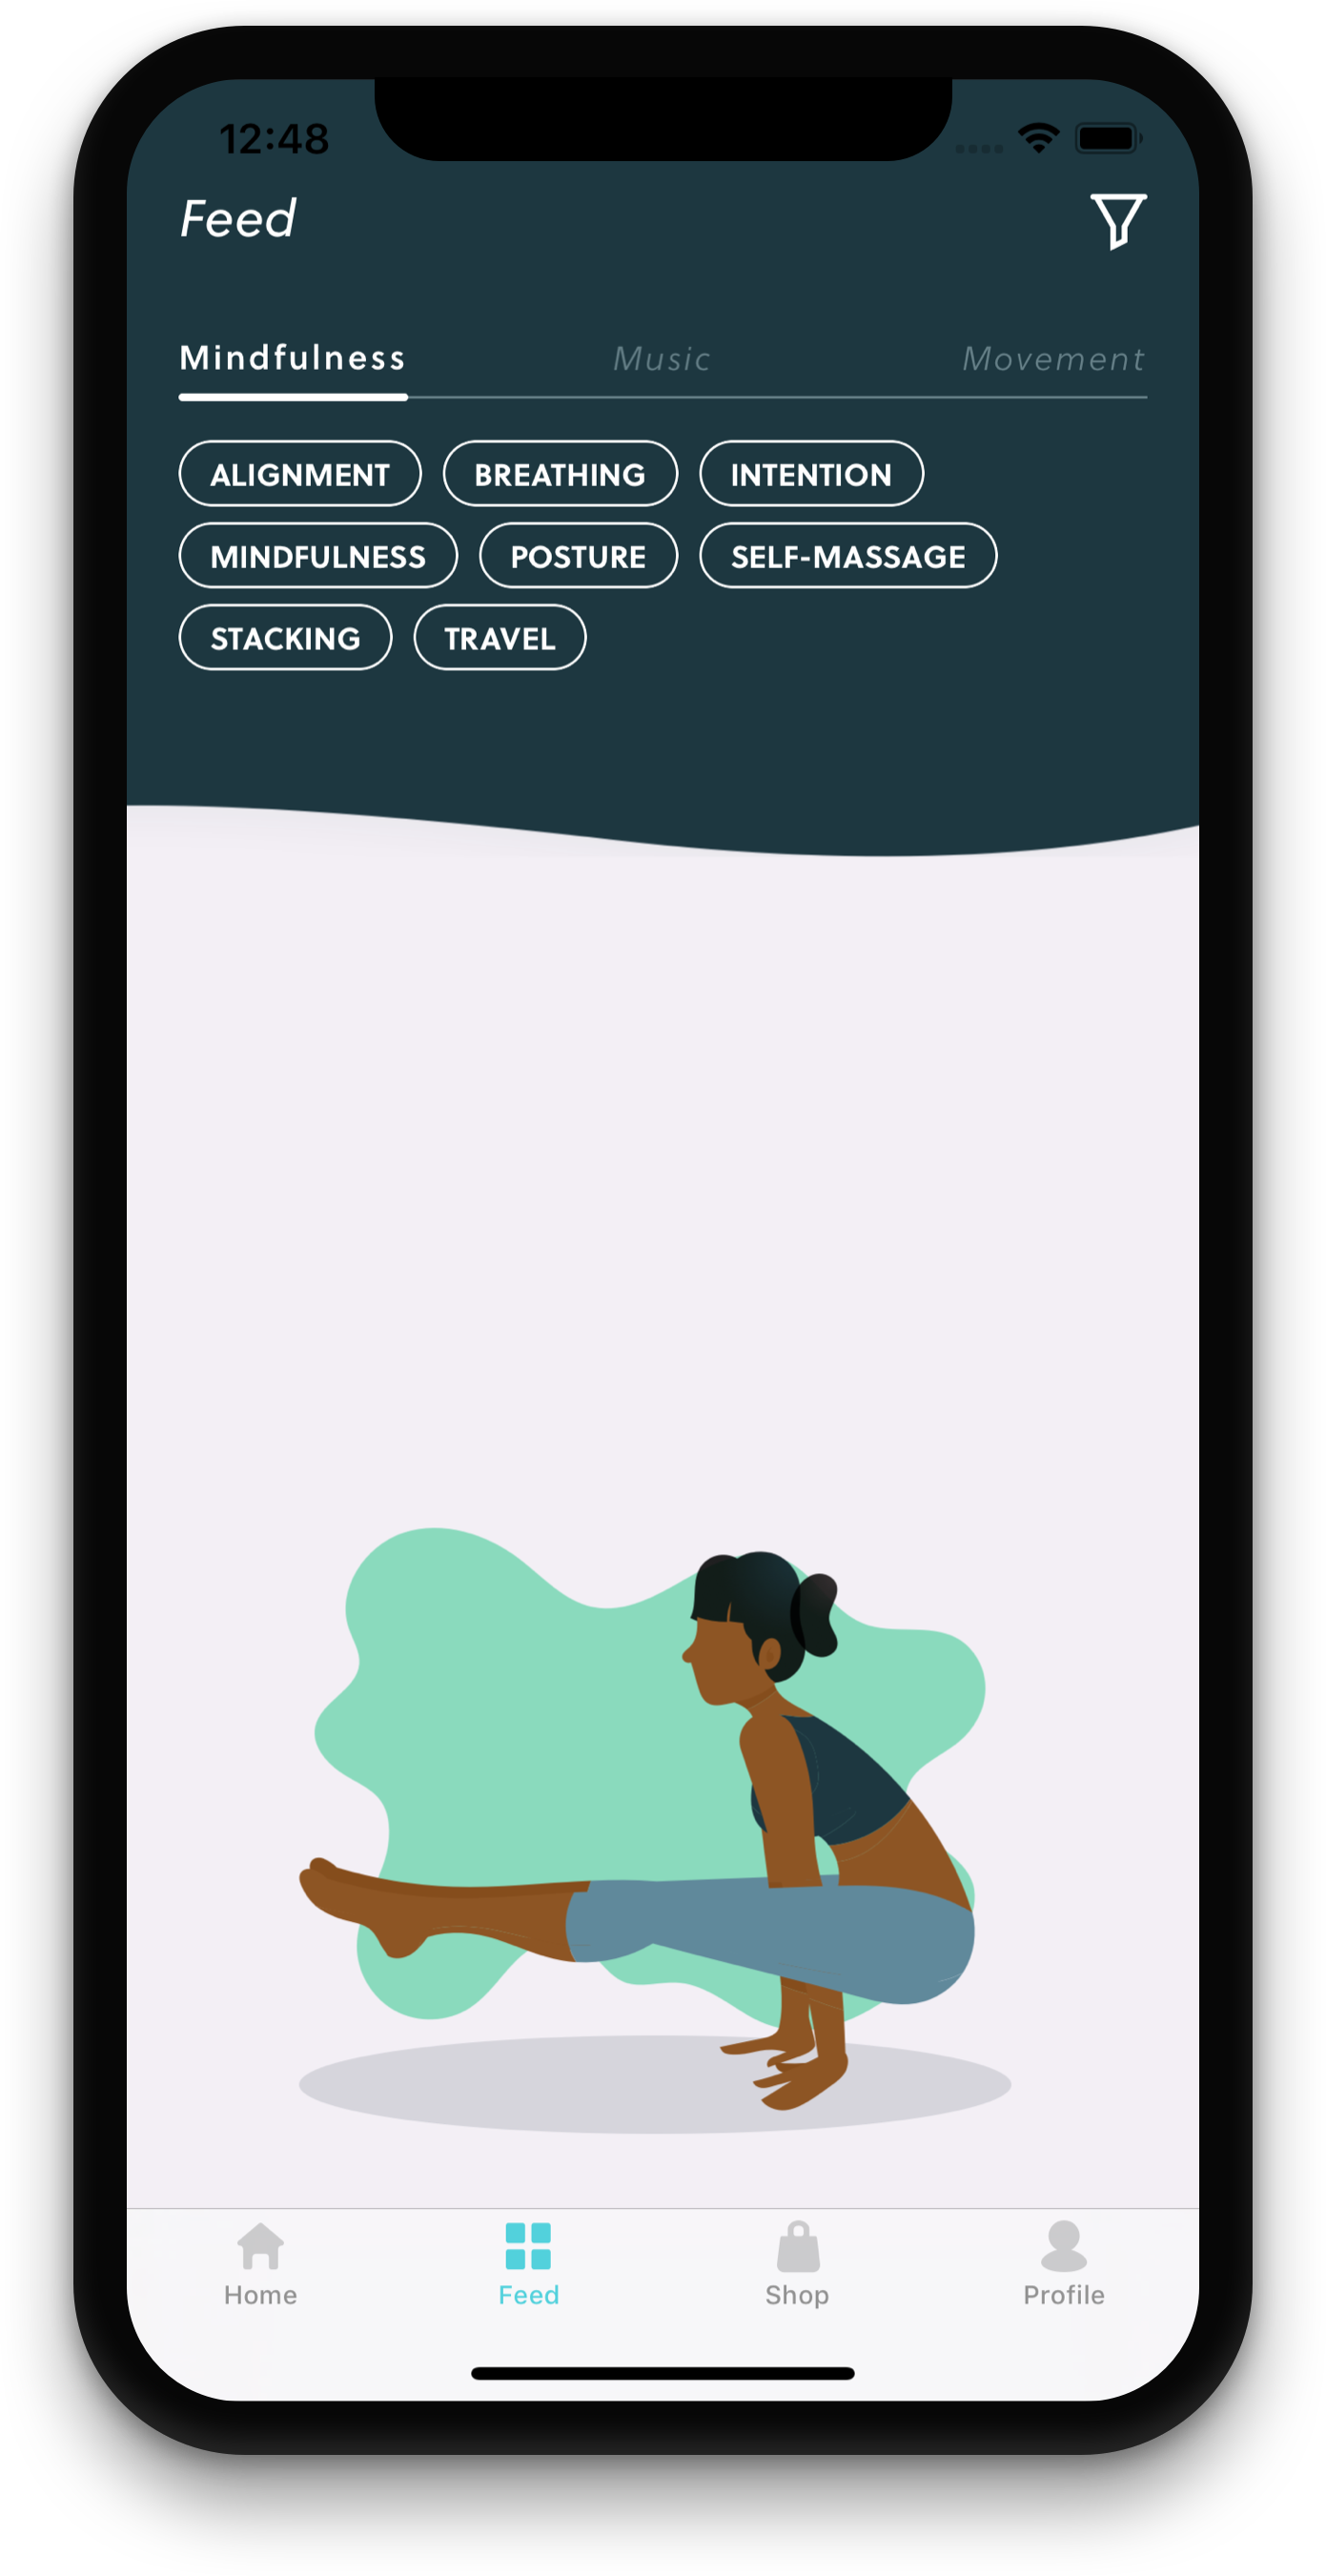 12:48
Feed
Mindfulness Music Movement
ALIGNMENT BREATHING INTENTION
MINDFULNESS POSTURE SELF-MASSAGE
STACKING TRAVEL
Home Feed Shop Profile